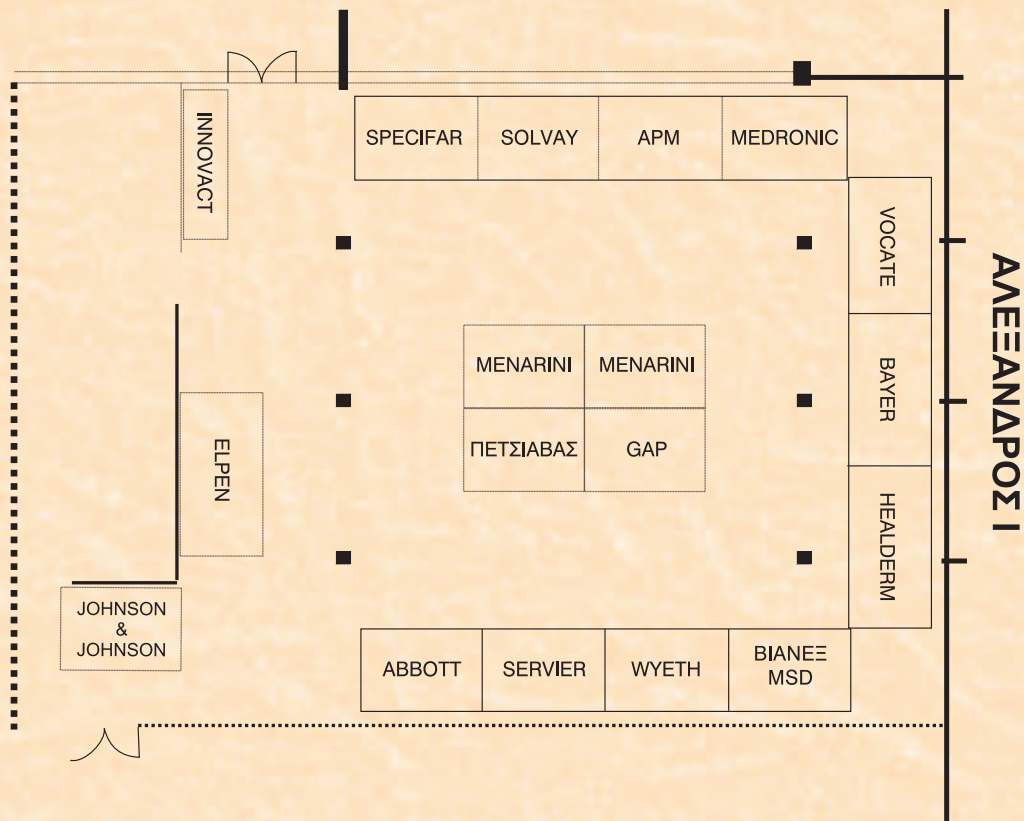 INNOVACT
SPECIFAR
SOLVAY
APM
MEDRONIC
VOCATE
ΑΛΕΞΑΝΔΡΟΣ Ι
MENARINI
MENARINI
BAYER
ΠΕΤΣΙΑΒΑΣ
GAP
ELPEN
HEALDERM
JOHNSON
&
JOHNSON
ABBOTT
SERVIER
WYETH
ΒΙΑΝΕΞ
MSD